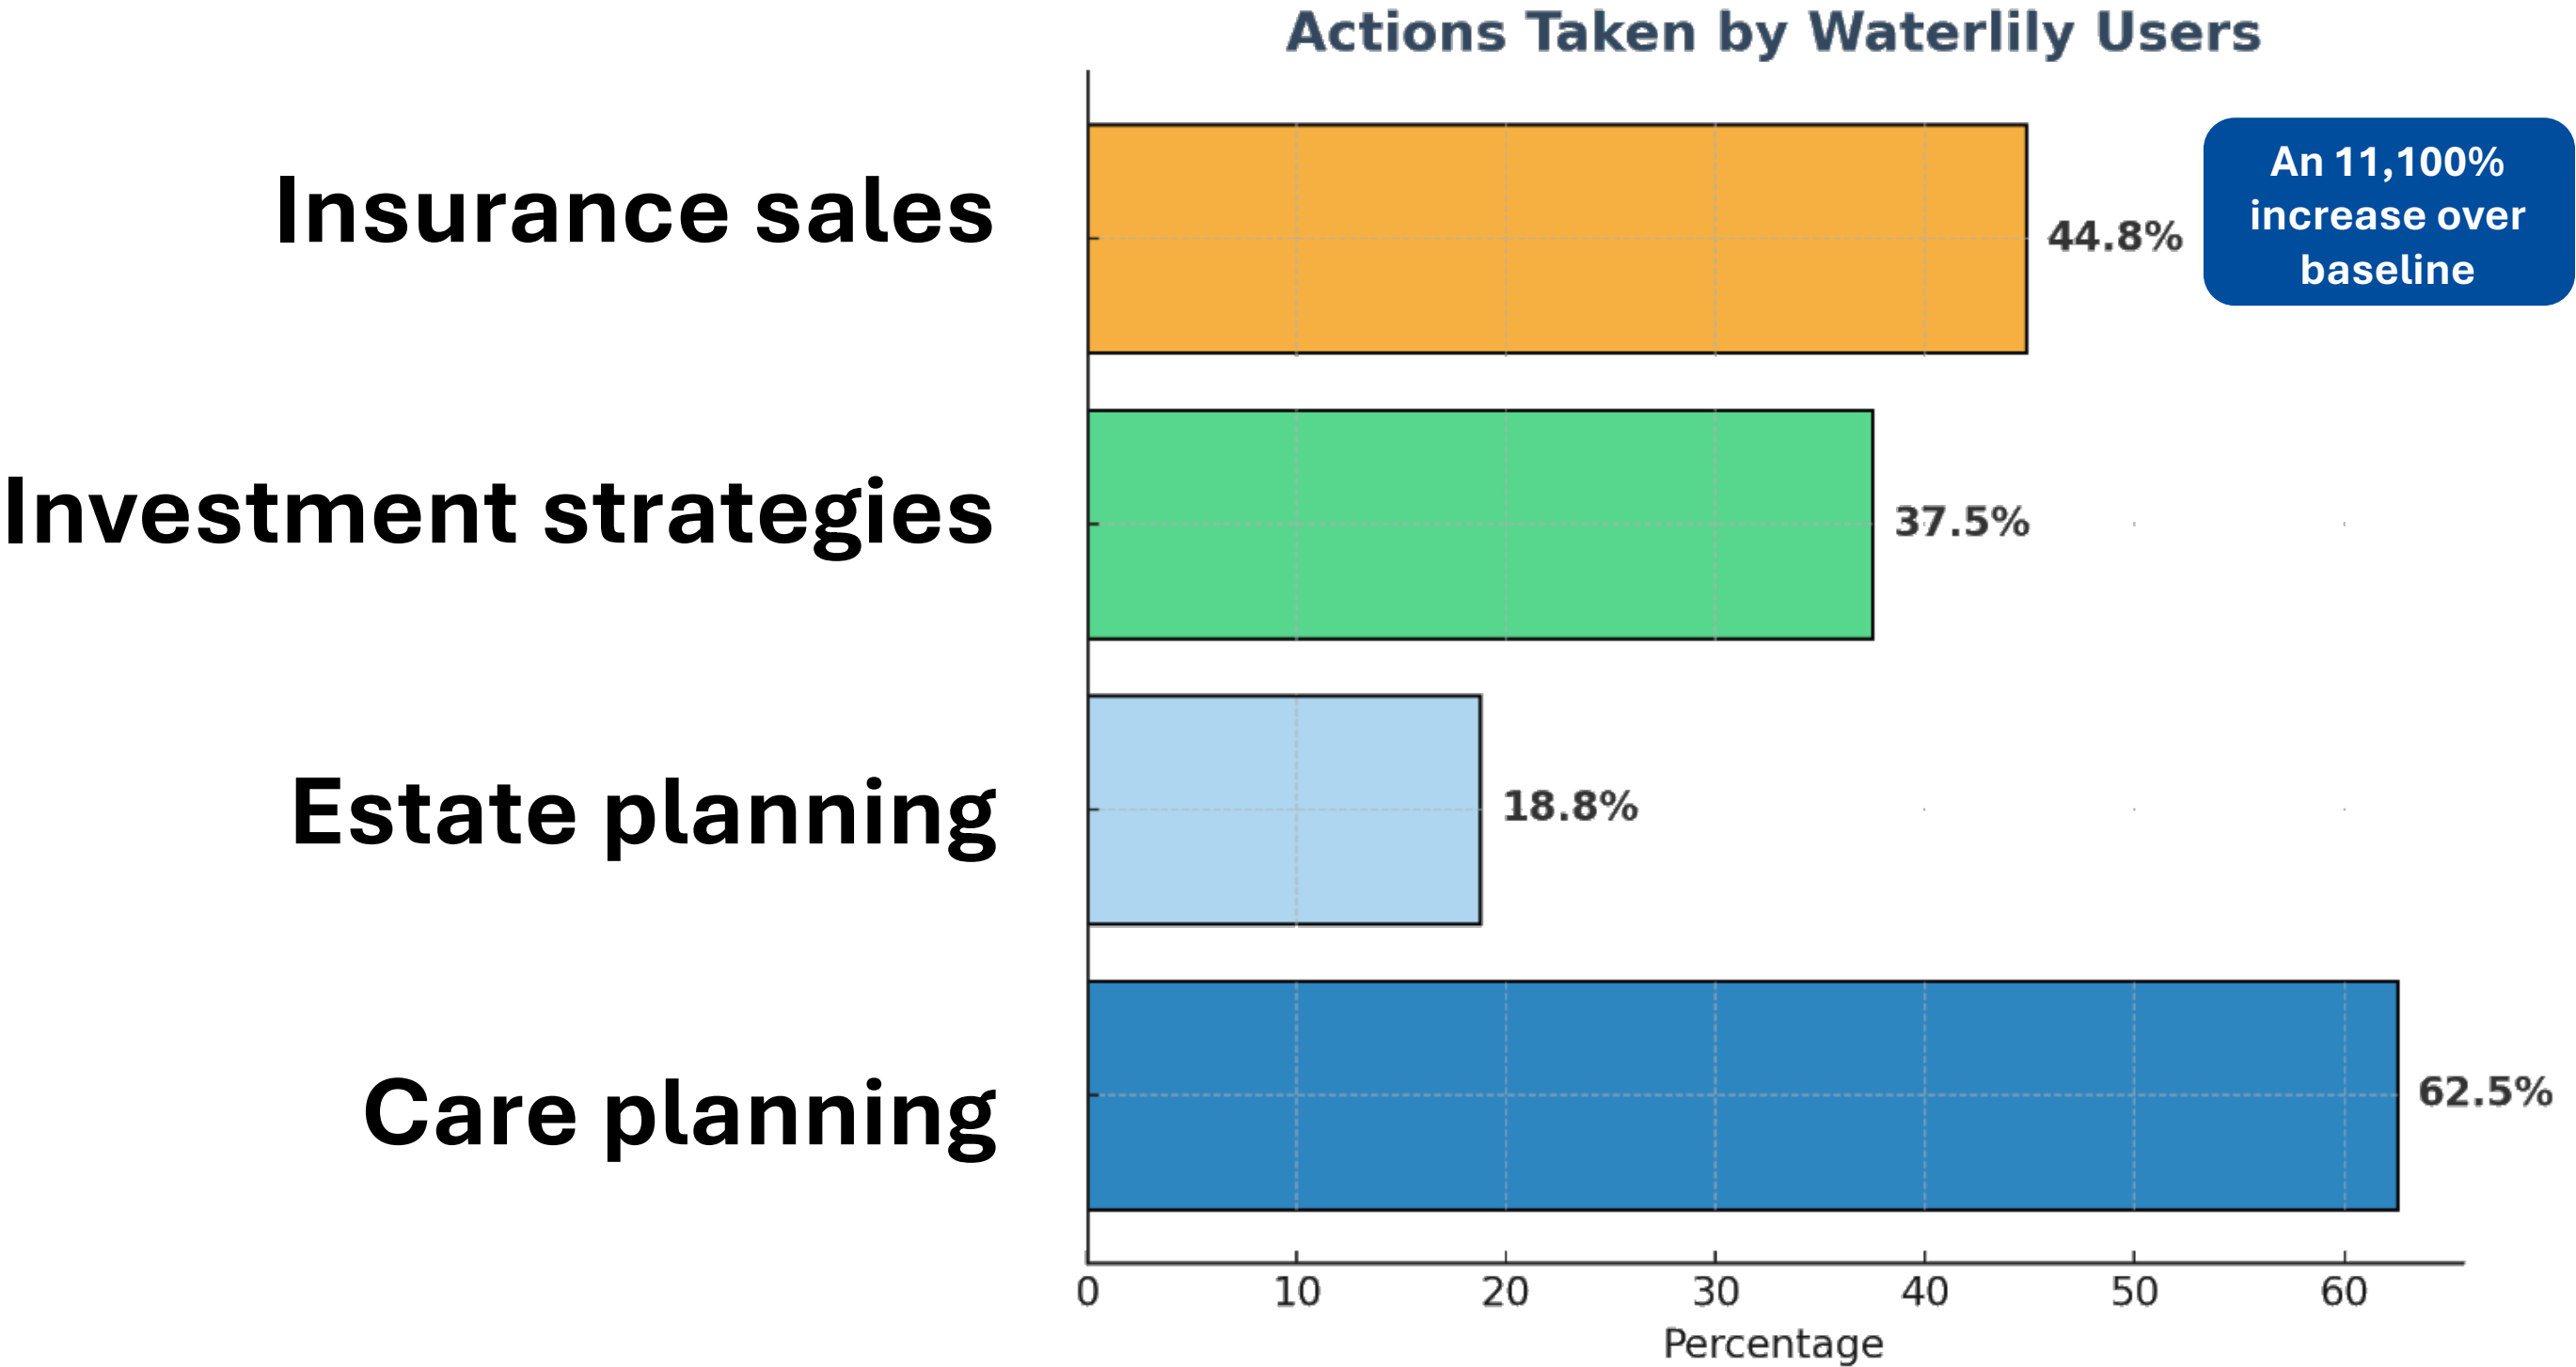 Actions Taken by Waterlily Users
Insurance sales
44.8%
An 11,100%
increase over
baseline
Investment strategies
37.5%
Estate planning
18.8%
Care planning
62.5%
0 10 20 30 40 50 60
Percentage